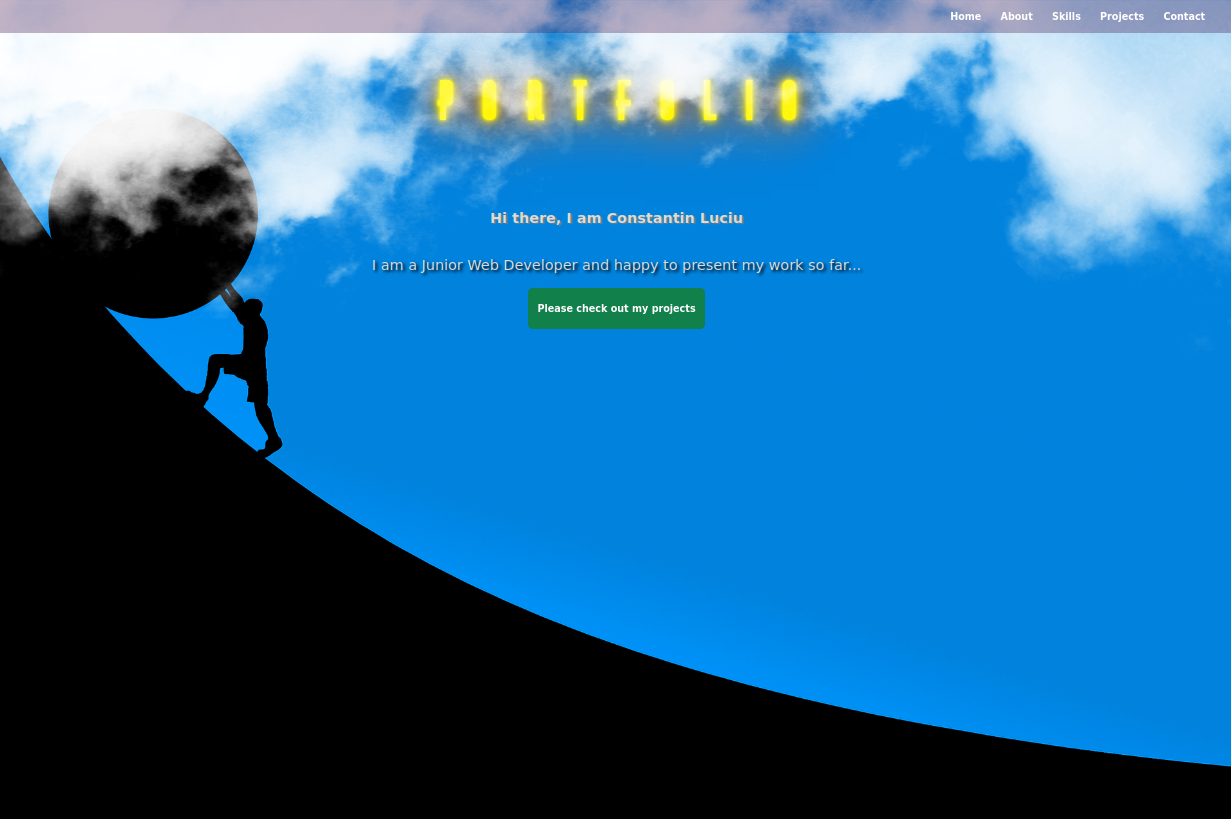 Home About Skills Projects Contact
PORTFOLIO
Hi there, I am Constantin Luciu
I am a Junior Web Developer and happy to present my work so far...
Please check out my projects